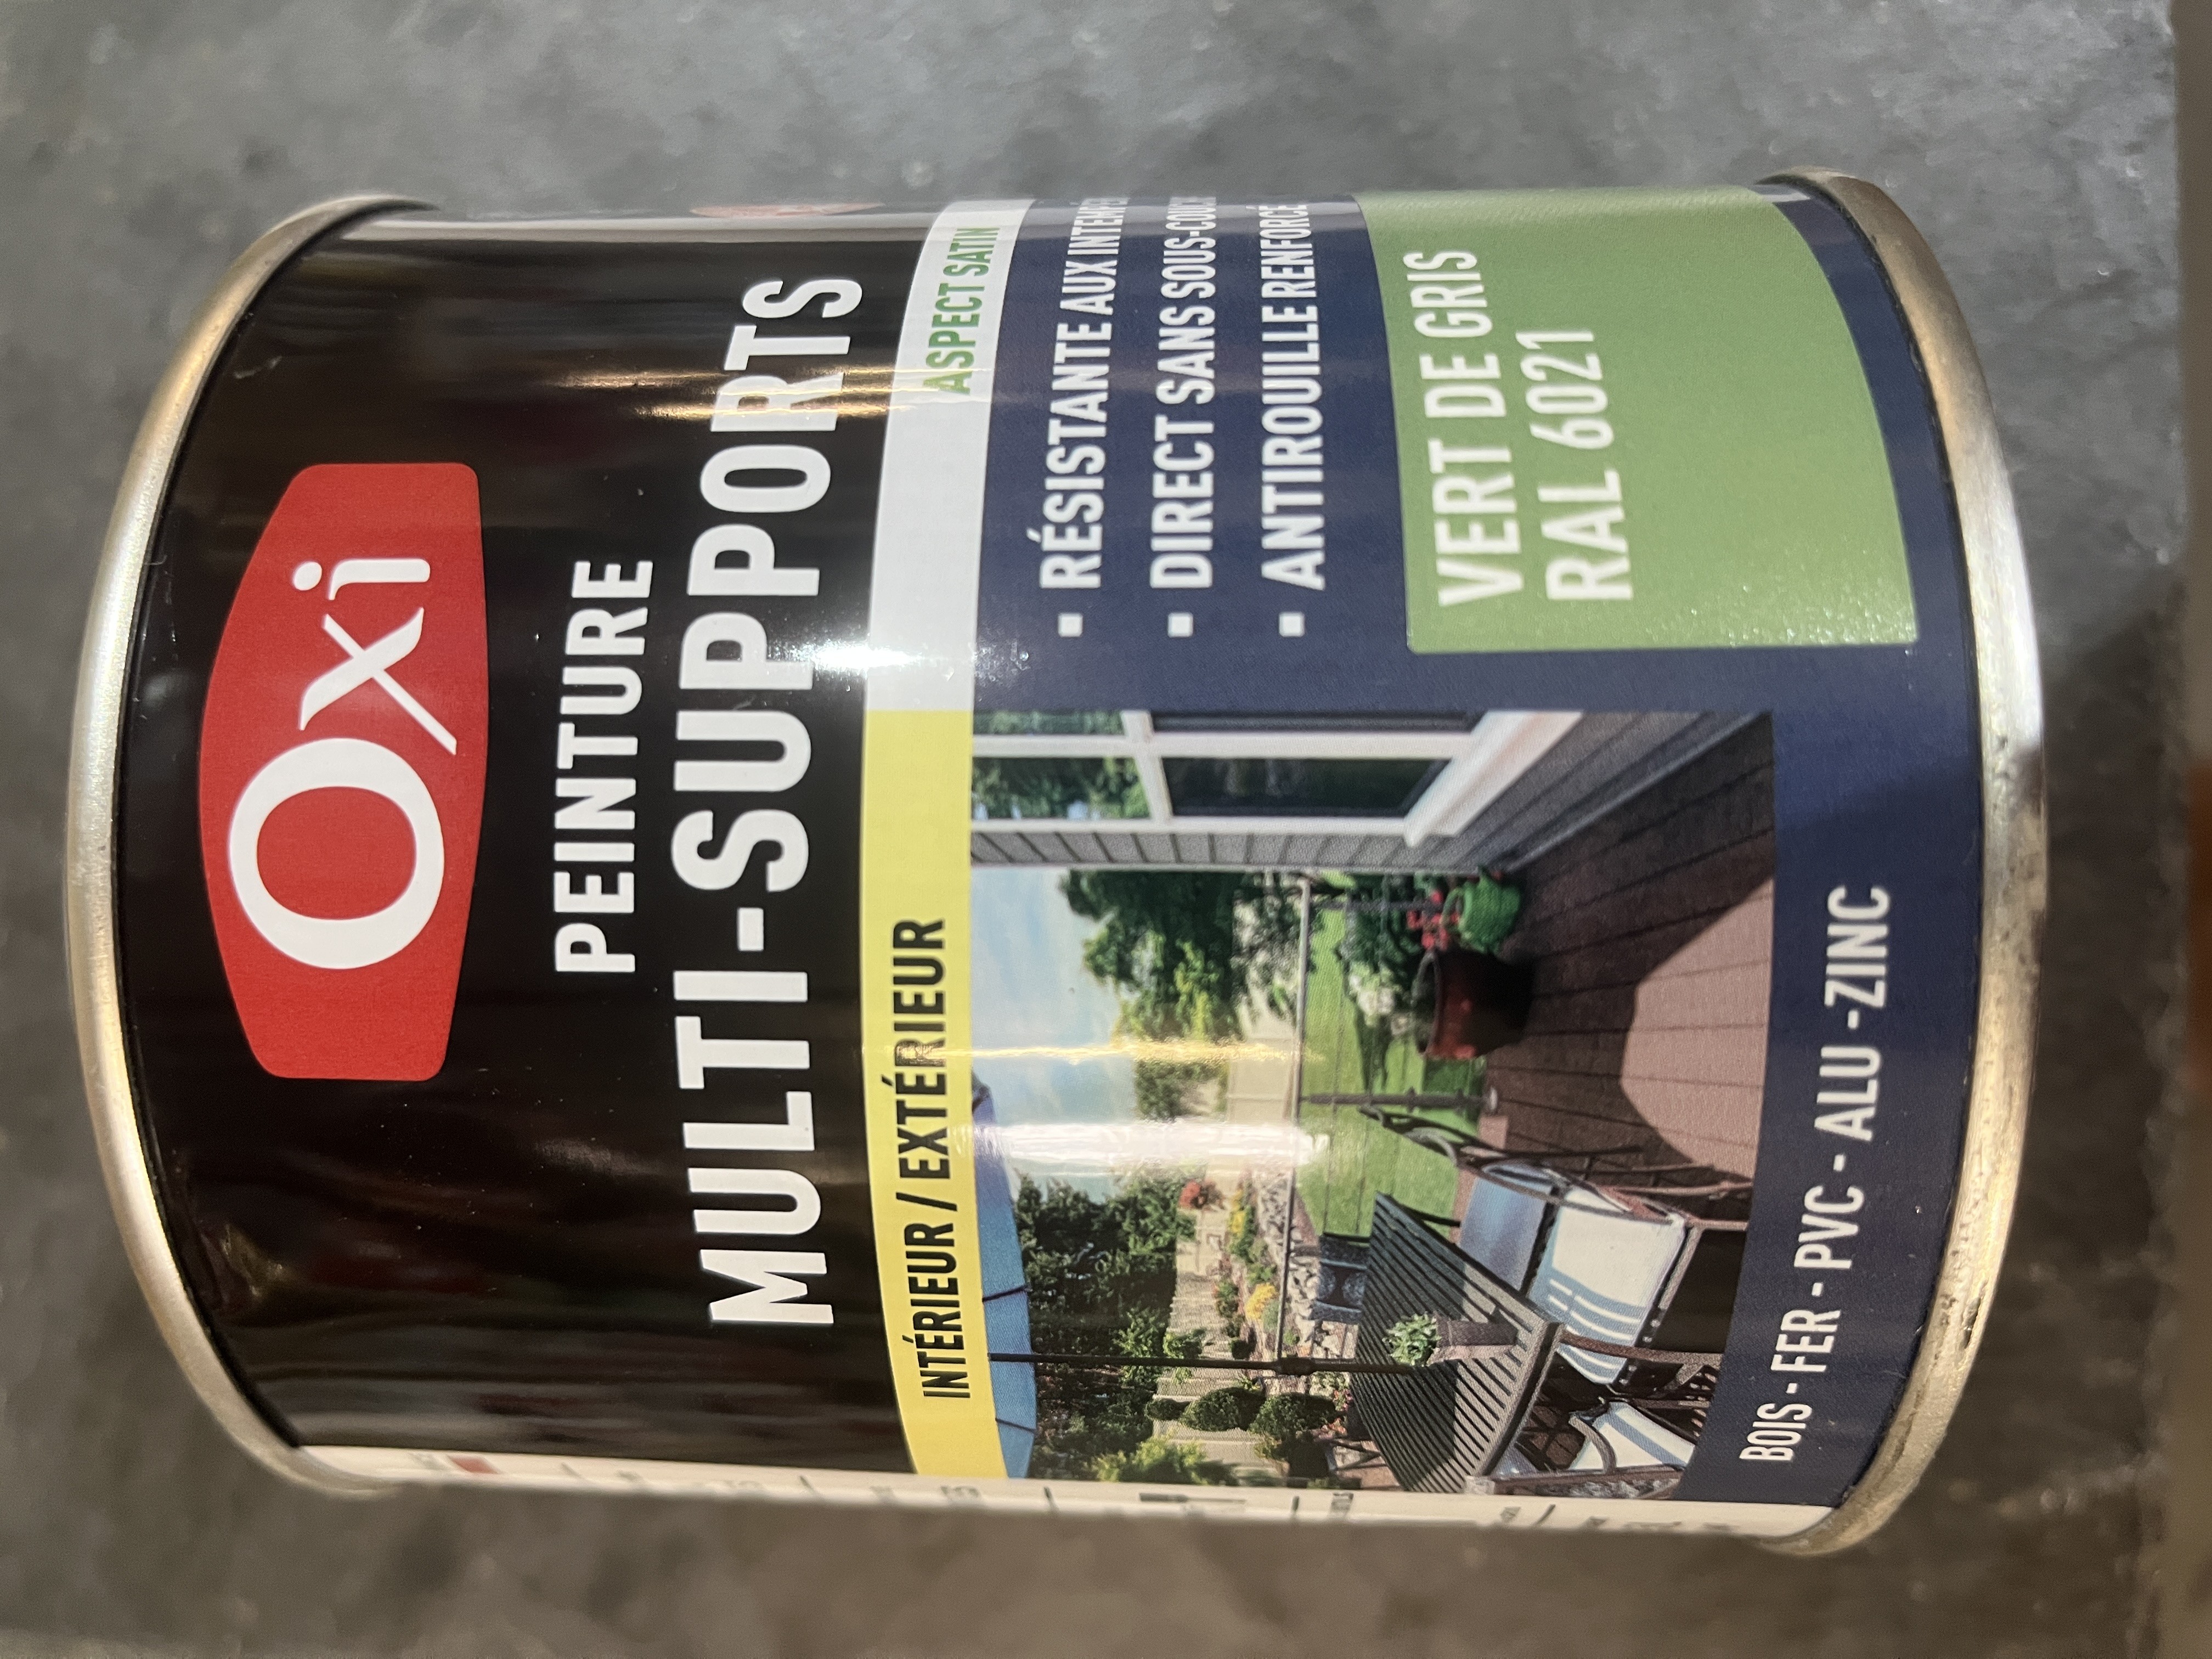 Oxi
PEINTURE
MULTI-SUPPORTS
INTÉRIEUR / EXTÉRIEUR
ASPECT SATIN
▪ RÉSISTANTE AUX
▪ DIRECT SANS
▪ ANTIROUILLE
VERT DE GRIS
RAL 6021
BOIS - FER - PVC - ALU - ZINC